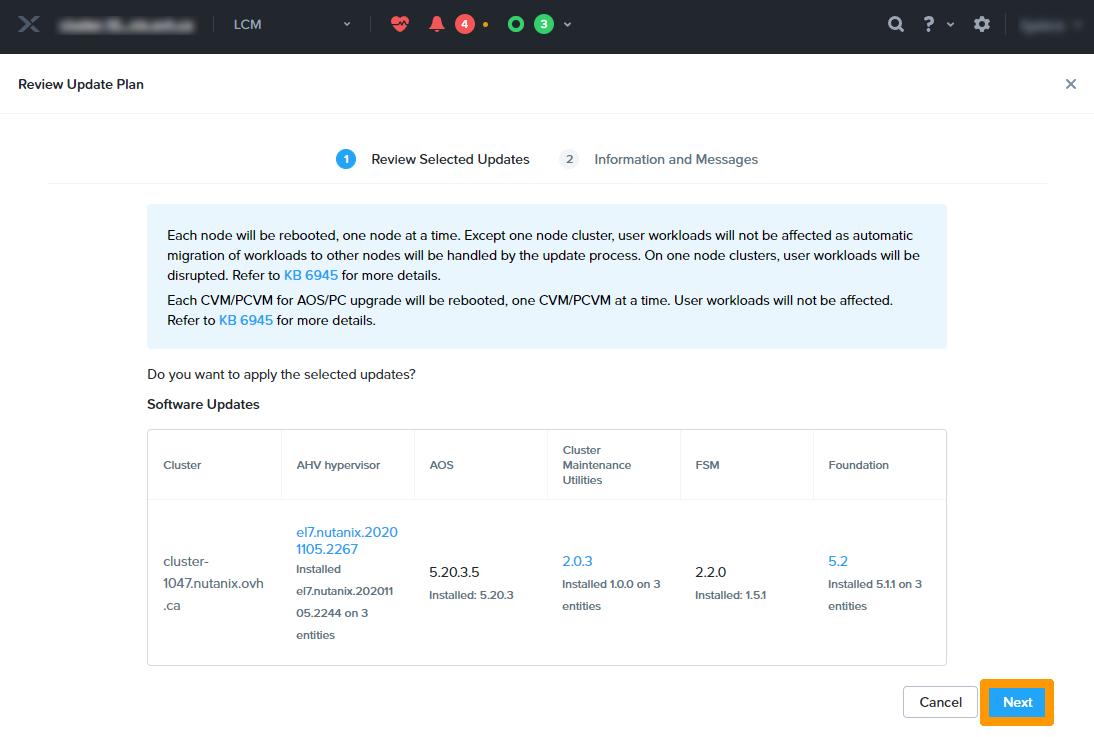 LCM
4
3
?
Review Update Plan
1 Review Selected Updates
2 Information and Messages
Each node will be rebooted, one node at a time. Except one node cluster, user workloads will not be affected as automatic
migration of workloads to other nodes will be handled by the update process. On one node clusters, user workloads will be
disrupted. Refer to KB 6945 for more details.
Each CVM/PCVM for AOS/PC upgrade will be rebooted, one CVM/PCVM at a time. User workloads will not be affected.
Refer to KB 6945 for more details.
Do you want to apply the selected updates?
Software Updates
Cluster
AHV hypervisor
AOS
Cluster
Maintenance
Utilities
FSM
Foundation
cluster-
1047.nutanix.ovh
.ca
el7.nutanix.2020
1105.2267
Installed
el7.nutanix.202011
05.2244 on 3
entities
5.20.3.5
Installed: 5.20.3
2.0.3
Installed 1.0.0 on 3
entities
2.2.0
Installed: 1.5.1
5.2
Installed 5.1.1 on 3
entities
Cancel
Next